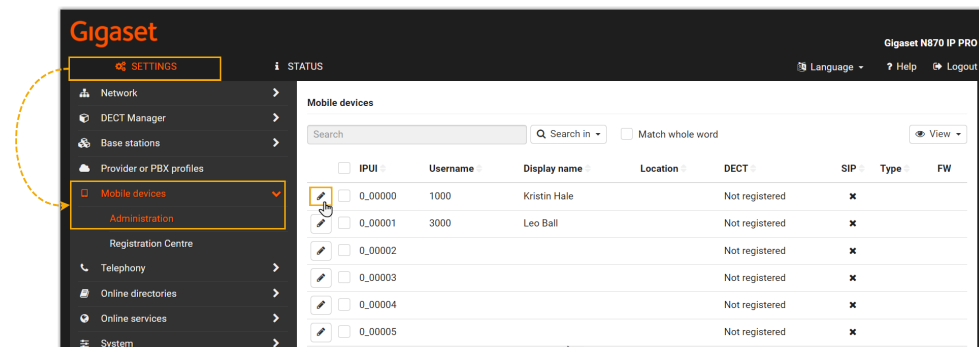 Gigaset
Gigaset N870 IP PRO
SETTINGS
STATUS
Language
? Help
Logout
Network
DECT Manager
Base stations
Provider or PBX profiles
Mobile devices
Administration
Registration Centre
Telephony
Online directories
Online services
System
Mobile devices
Search
Search in
Match whole word
View
IPUI Username Display name Location DECT SIP Type FW
0_00000 1000 Kristin Hale Not registered
0_00001 3000 Leo Ball Not registered
0_00002 Not registered
0_00003 Not registered
0_00004 Not registered
0_00005 Not registered